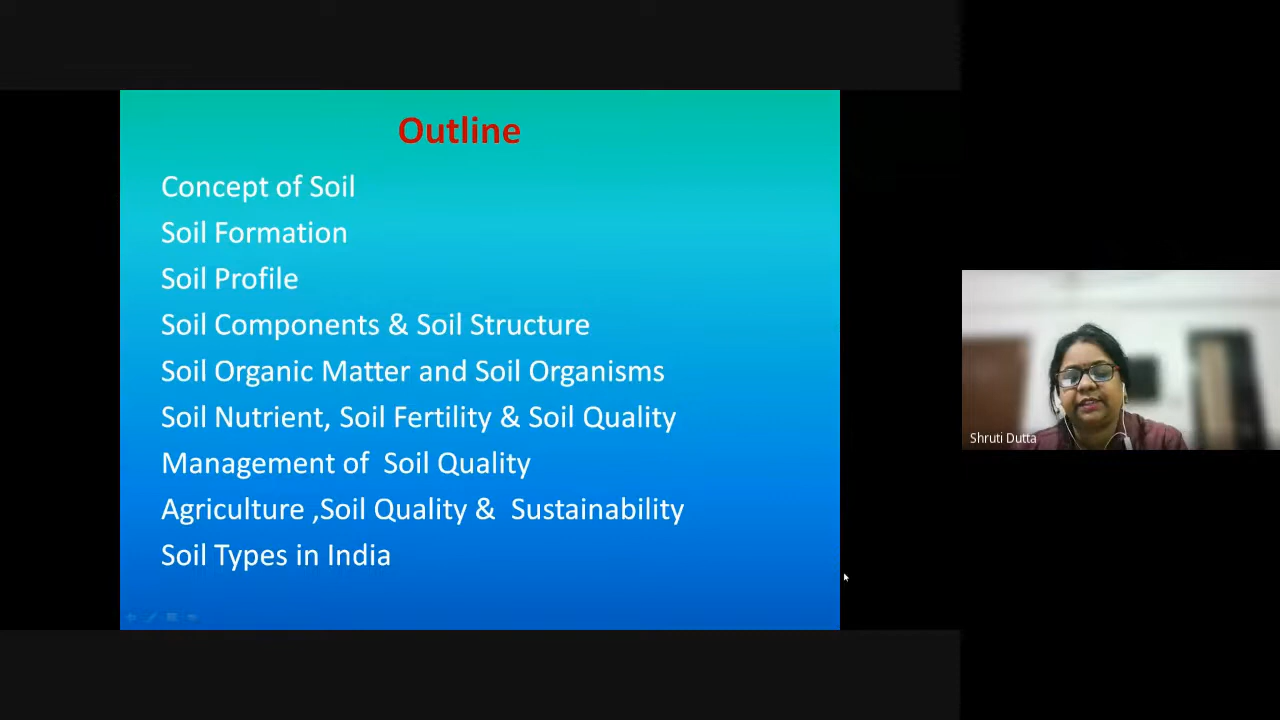 Outline
Concept of Soil
Soil Formation
Soil Profile
Soil Components & Soil Structure
Soil Organic Matter and Soil Organisms
Soil Nutrient, Soil Fertility & Soil Quality
Management of  Soil Quality
Agriculture ,Soil Quality &  Sustainability
Soil Types in India
Shruti Dutta